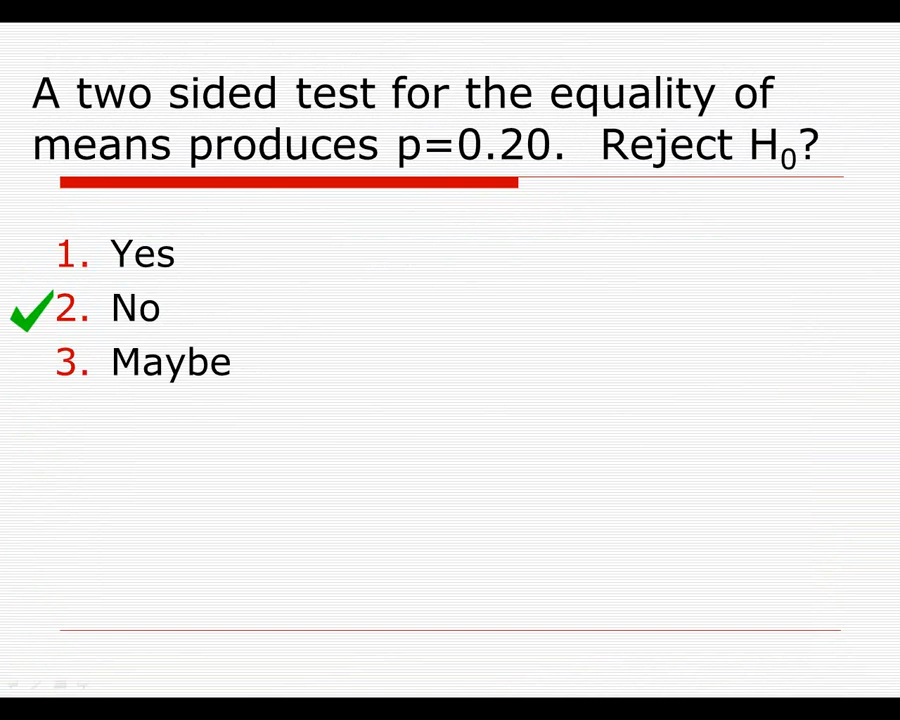 A two sided test for the equality of
means produces p=0.20. Reject H₀?
1. Yes
2. No
3. Maybe